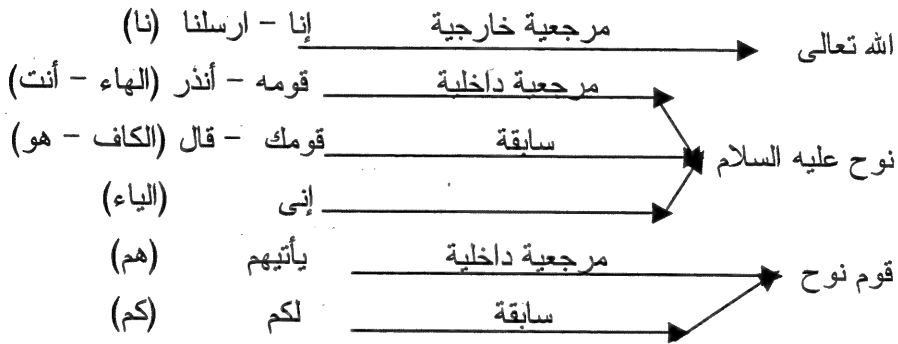 الله تعالى مرجعية خارجية إنا – ارسلنا (نا)
مرجعية داخلية قومه – أنذر (الهاء – أنت)
نوح عليه السلام سابقة قومك – قال (الكاف – هو)
إنى (الياء)
قوم نوح مرجعية داخلية يأتيهم (هم)
سابقة لكم (كم)